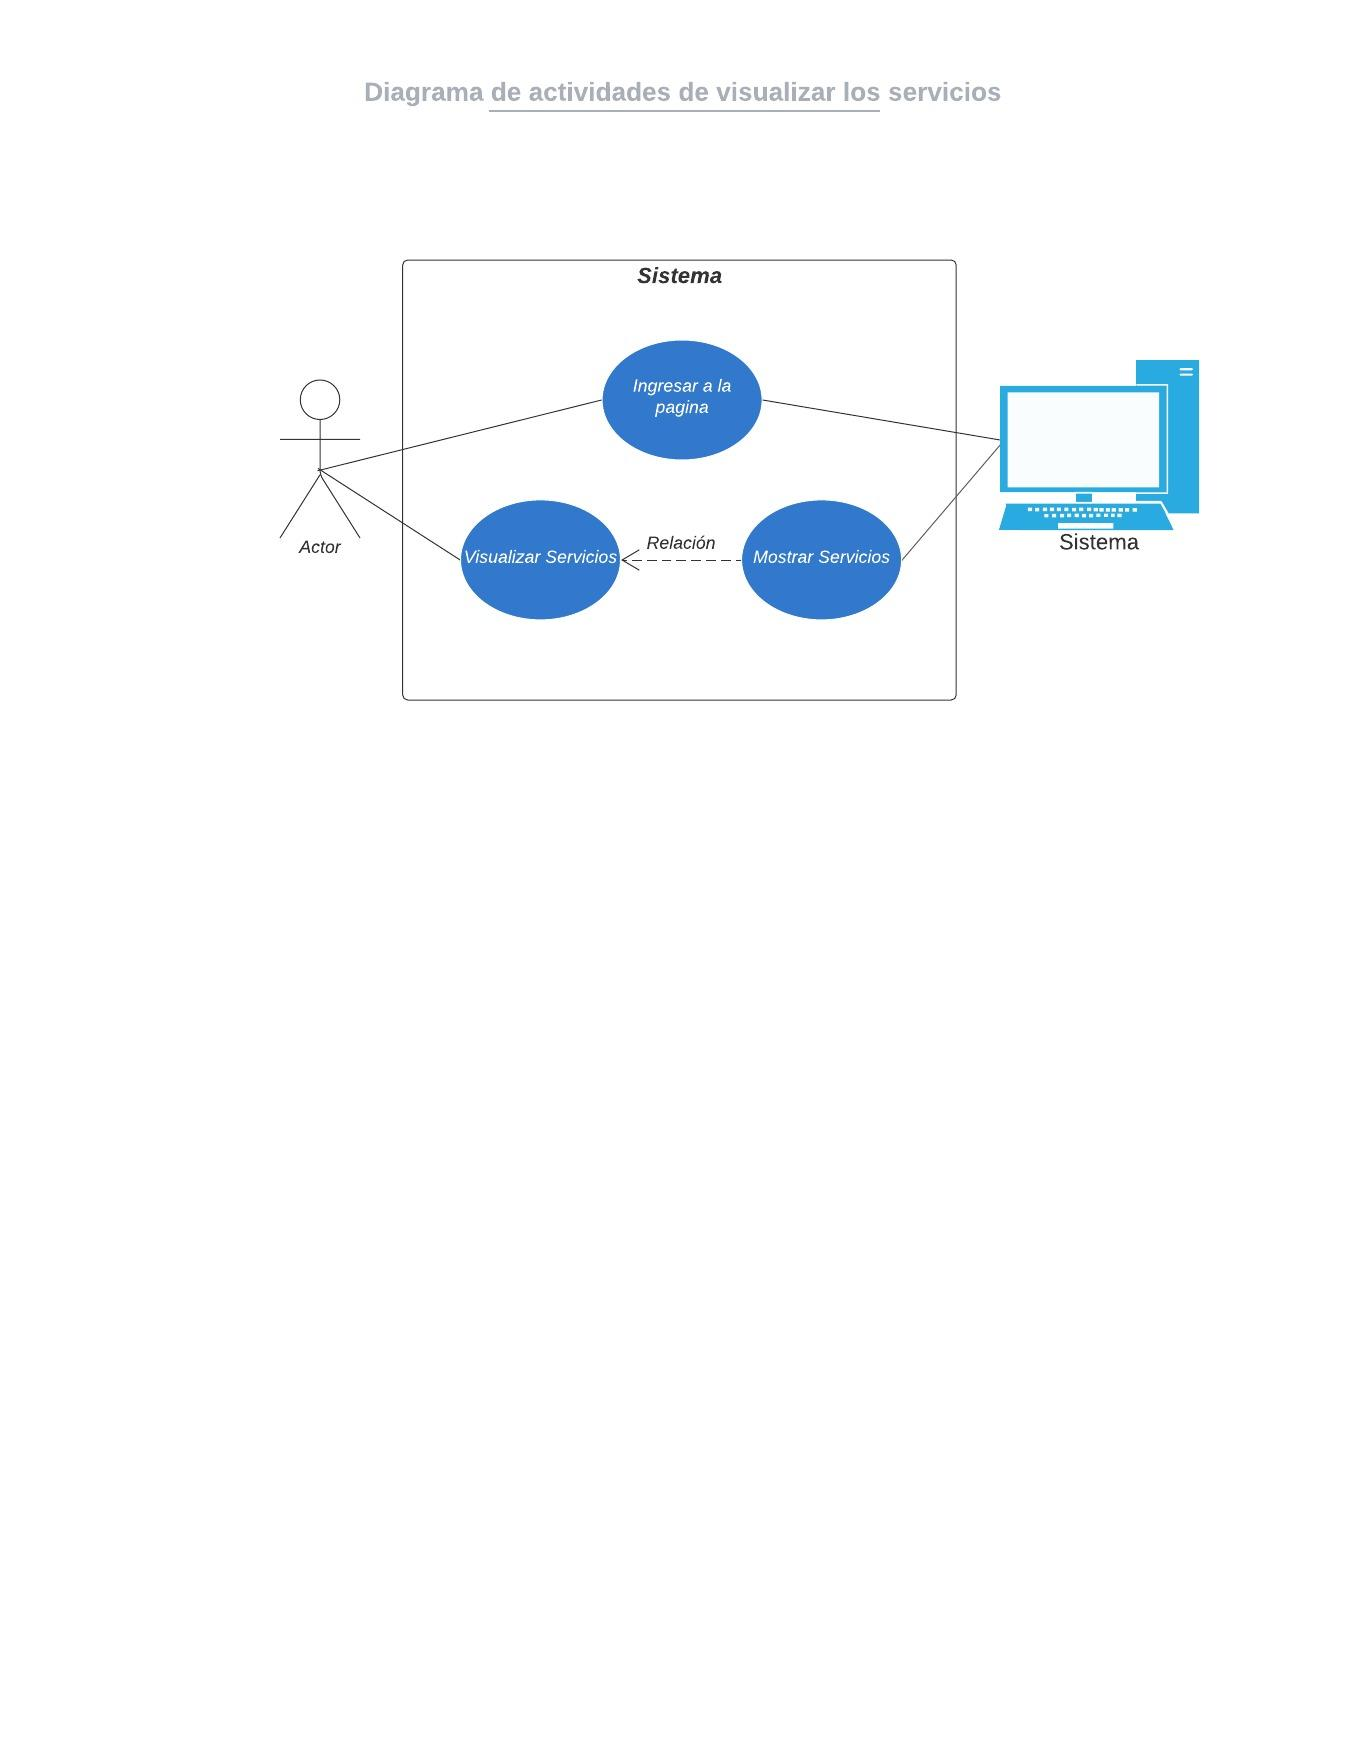 Diagrama de actividades de visualizar los servicios
Sistema
Ingresar a la
pagina
Actor
Visualizar Servicios
Relación
Mostrar Servicios
Sistema